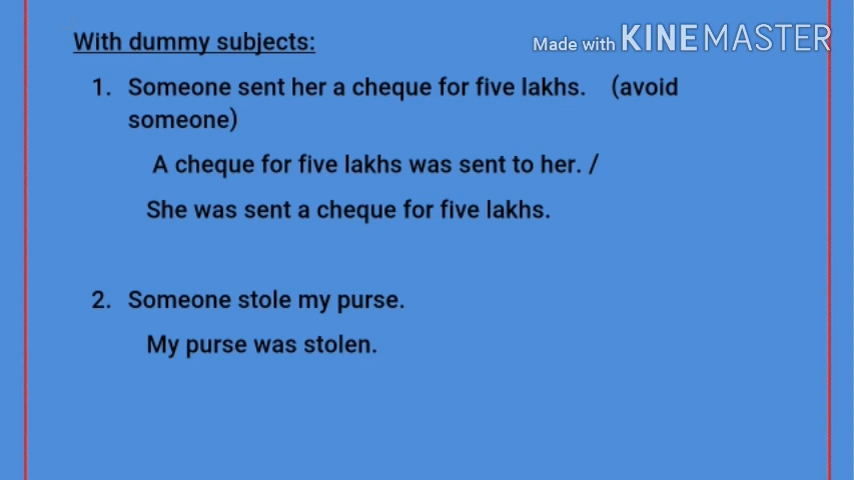 With dummy subjects:
Made with KINEMASTER
1. Someone sent her a cheque for five lakhs. (avoid
someone)
A cheque for five lakhs was sent to her. /
She was sent a cheque for five lakhs.
2. Someone stole my purse.
My purse was stolen.